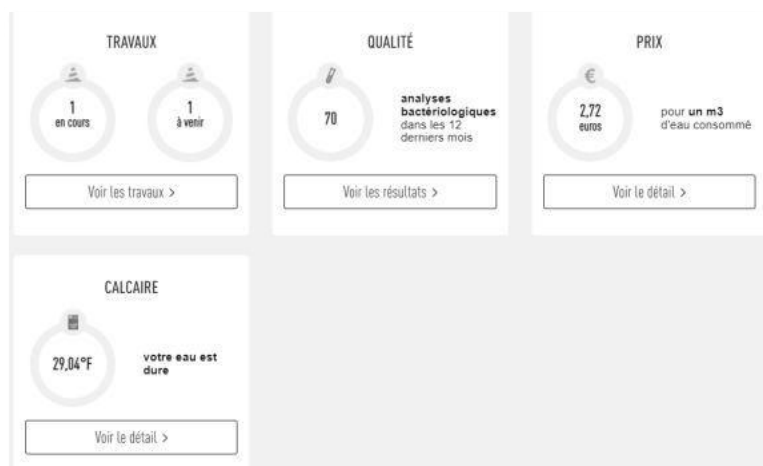 TRAVAUX
1
en cours
1
à venir
Voir les travaux >
QUALITÉ
70
analyses
bactériologiques
dans les 12
derniers mois
Voir les résultats >
PRIX
€
2,72
euros
pour un m3
d'eau consommé
Voir le détail >
CALCAIRE
29,04°F
votre eau est
dure
Voir le détail >